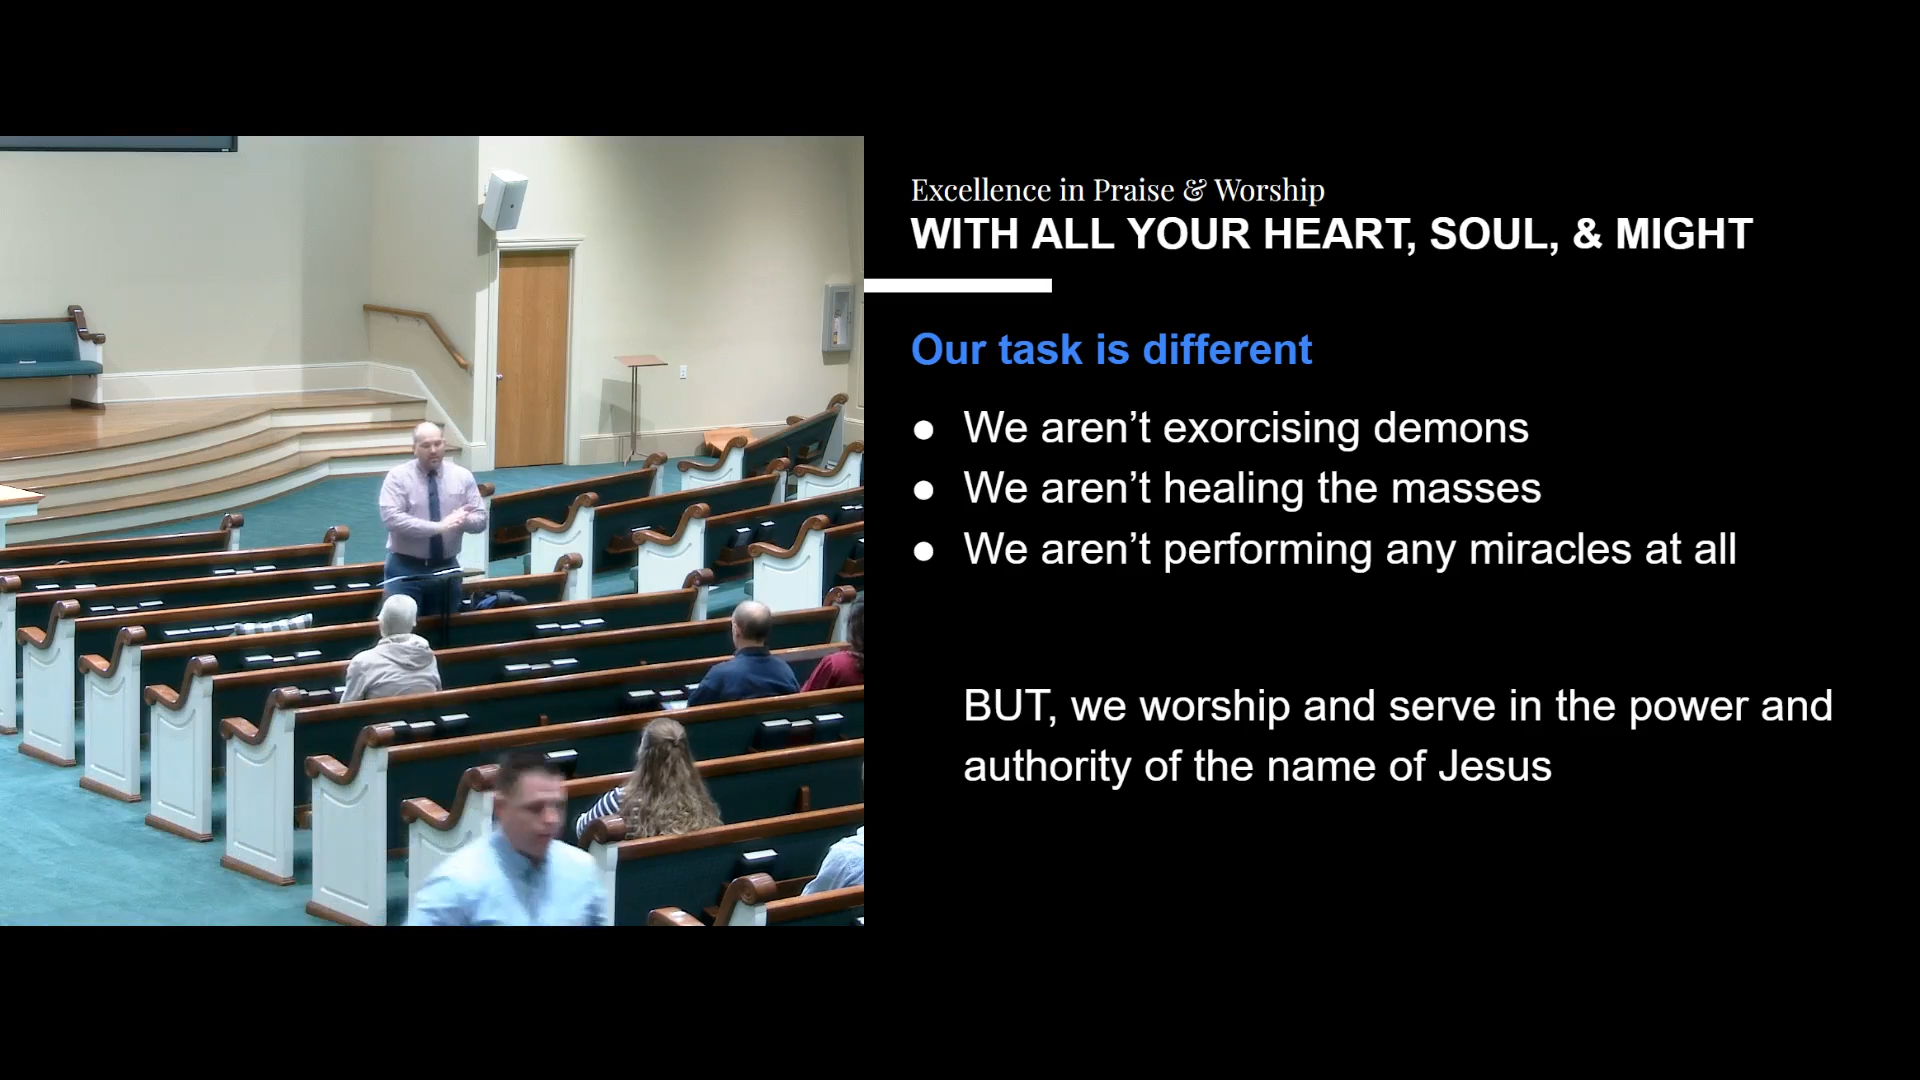 Excellence in Praise & Worship
WITH ALL YOUR HEART, SOUL, & MIGHT
Our task is different
● We aren’t exorcising demons
● We aren’t healing the masses
● We aren’t performing any miracles at all
BUT, we worship and serve in the power and
authority of the name of Jesus